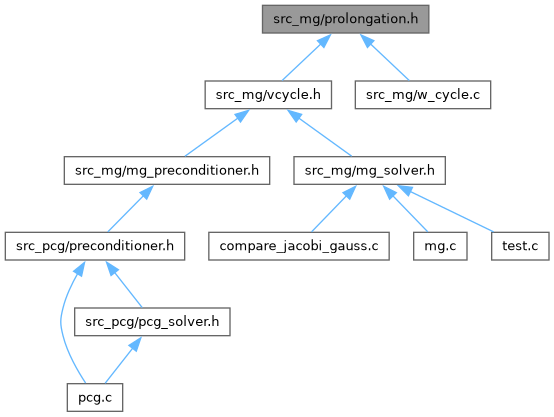 src_mg/prolongation.h
src_mg/vcycle.h
src_mg/w_cycle.c
src_mg/mg_preconditioner.h
src_mg/mg_solver.h
src_pcg/preconditioner.h
compare_jacobi_gauss.c
mg.c
test.c
src_pcg/pcg_solver.h
pcg.c